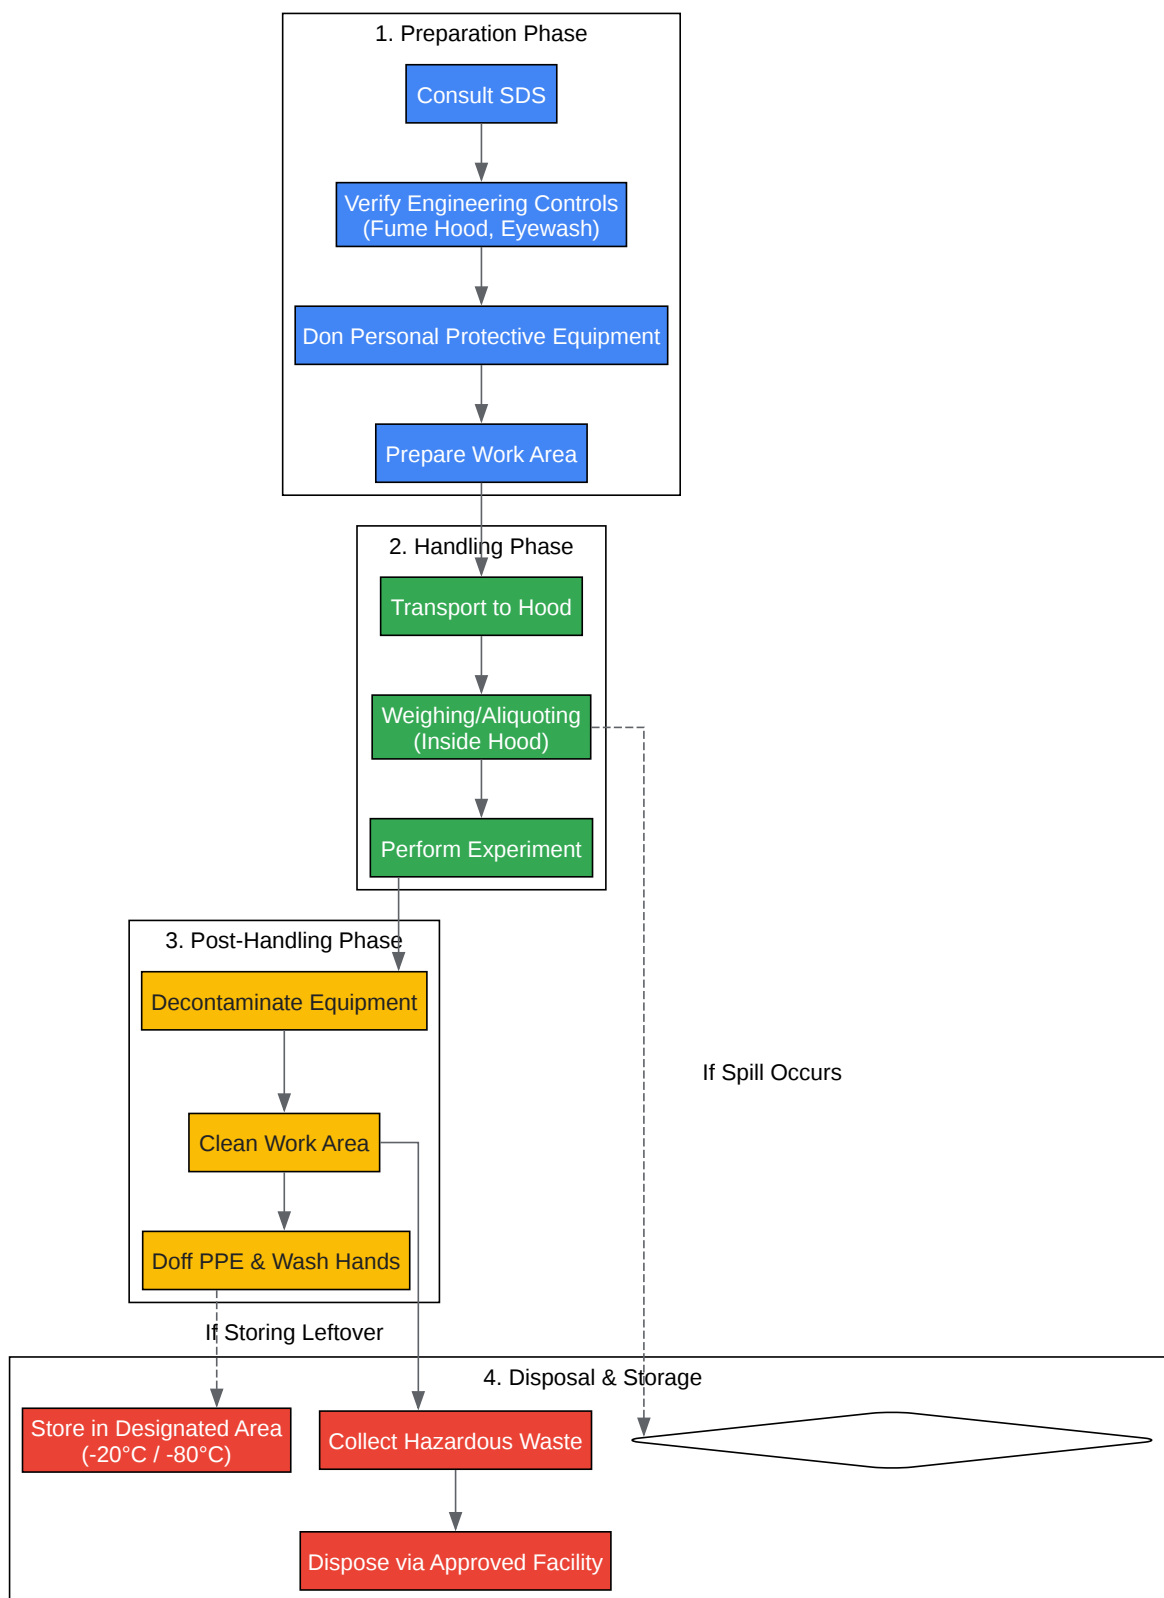 1. Preparation Phase
Consult SDS
Verify Engineering Controls
(Fume Hood, Eyewash)
Don Personal Protective Equipment
Prepare Work Area
2. Handling Phase
Transport to Hood
Weighing/Aliquoting
(Inside Hood)
Perform Experiment
3. Post-Handling Phase
Decontaminate Equipment
If Spill Occurs
Clean Work Area
Doff PPE & Wash Hands
If Storing Leftover
4. Disposal & Storage
Store in Designated Area
(-20°C / -80°C)
Collect Hazardous Waste
Dispose via Approved Facility